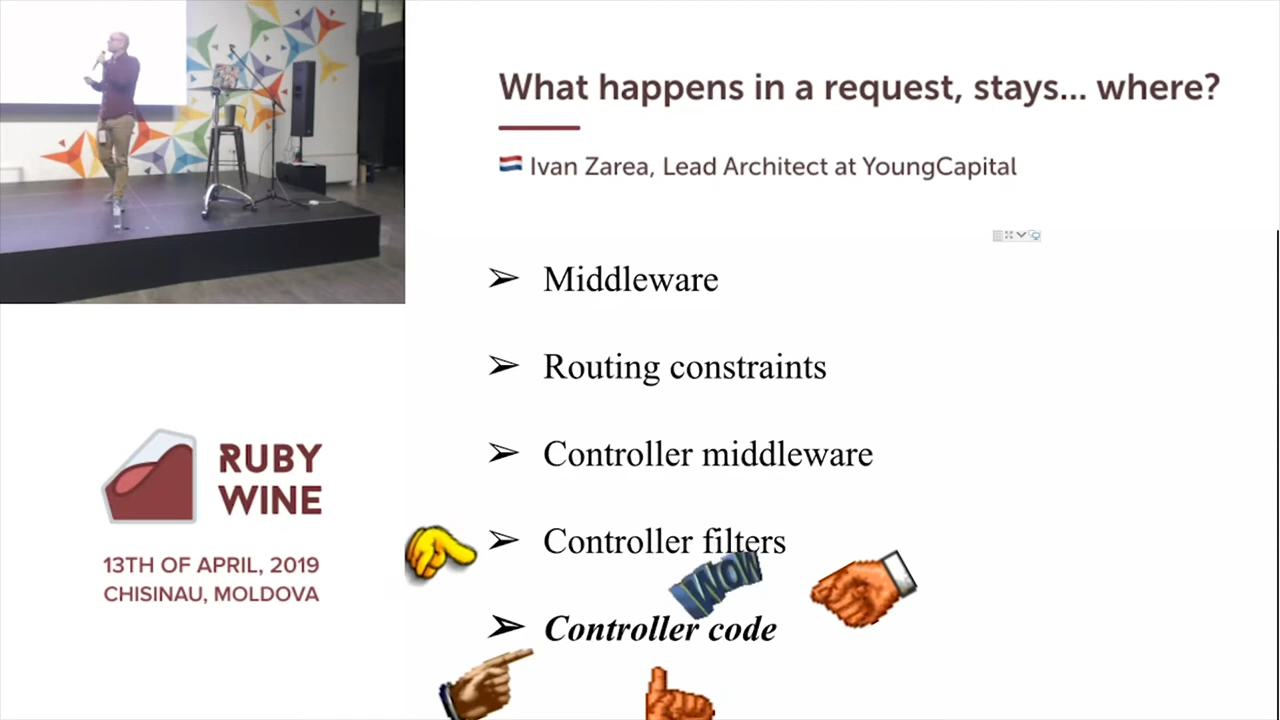 What happens in a request, stays... where?
Ivan Zarea, Lead Architect at YoungCapital
➢ Middleware
➢ Routing constraints
➢ Controller middleware
➢ Controller filters
WOW
➢ Controller code
RUBY
WINE
13TH OF APRIL, 2019
CHISINAU, MOLDOVA